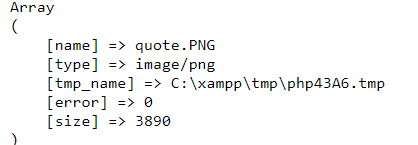 Array
(
[name] => quote.PNG
[type] => image/png
[tmp_name] => C:\xampp\tmp\php43A6.tmp
[error] => 0
[size] => 3890
)